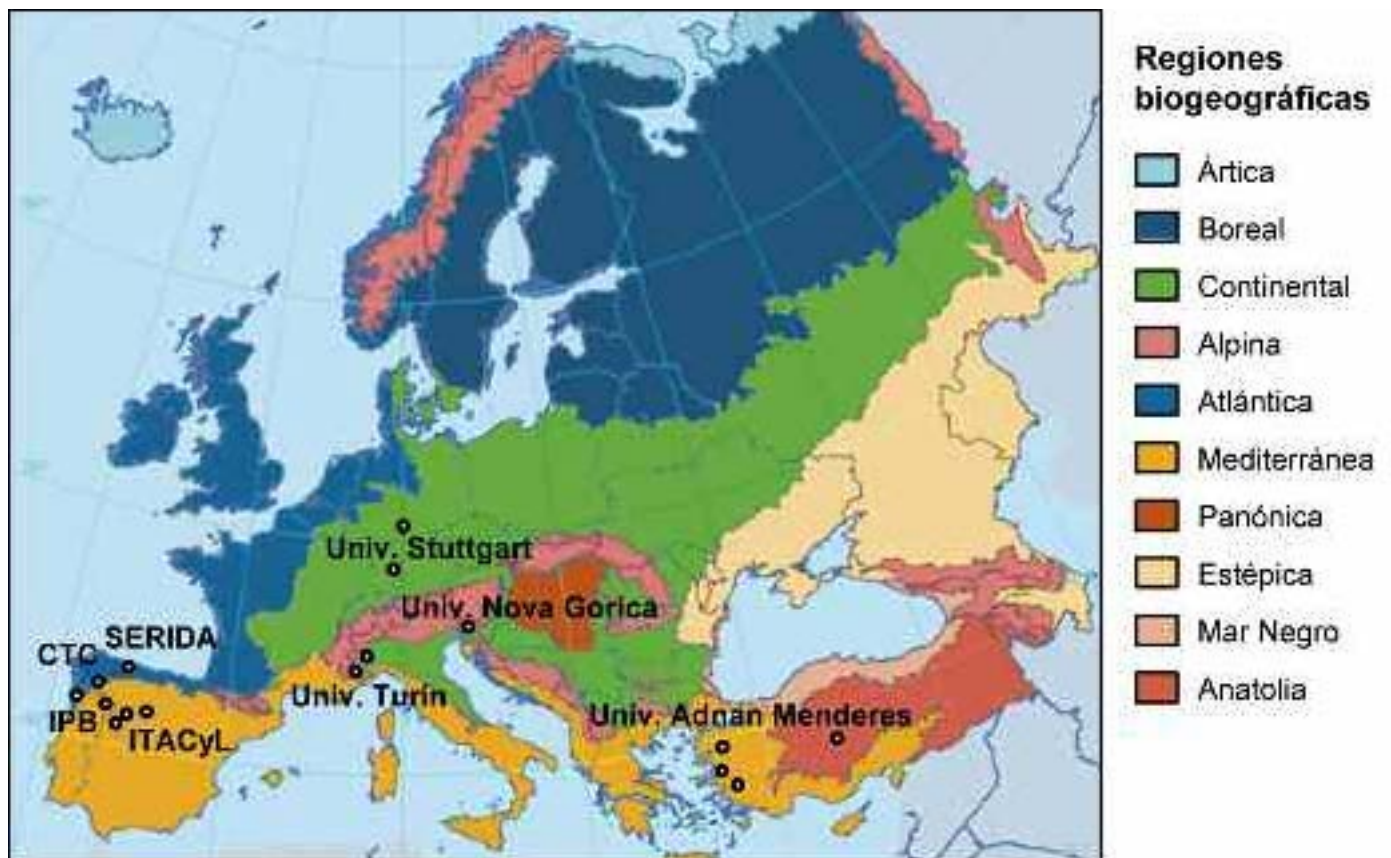 Regiones
biogeográficas
Ártica
Boreal
Continental
Alpina
Atlántica
Mediterránea
Panónica
Estépica
Mar Negro
Anatolia
Univ. Stuttgart
Univ. Nova Gorica
SERIDA
CTC
Univ. Turín
IPB
ITACyL
Univ. Adnan Menderes